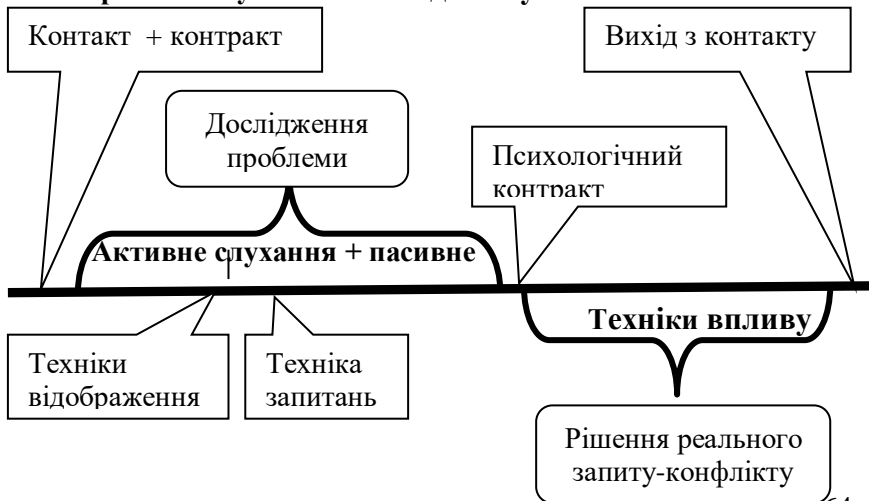 Контакт + контракт
Вихід з контакту
Дослідження
проблеми
Психологічний
контракт
Активне слухання + пасивне
Техніки впливу
Техніки
відображення
Техніка
запитань
Рішення реального
запиту-конфлікту